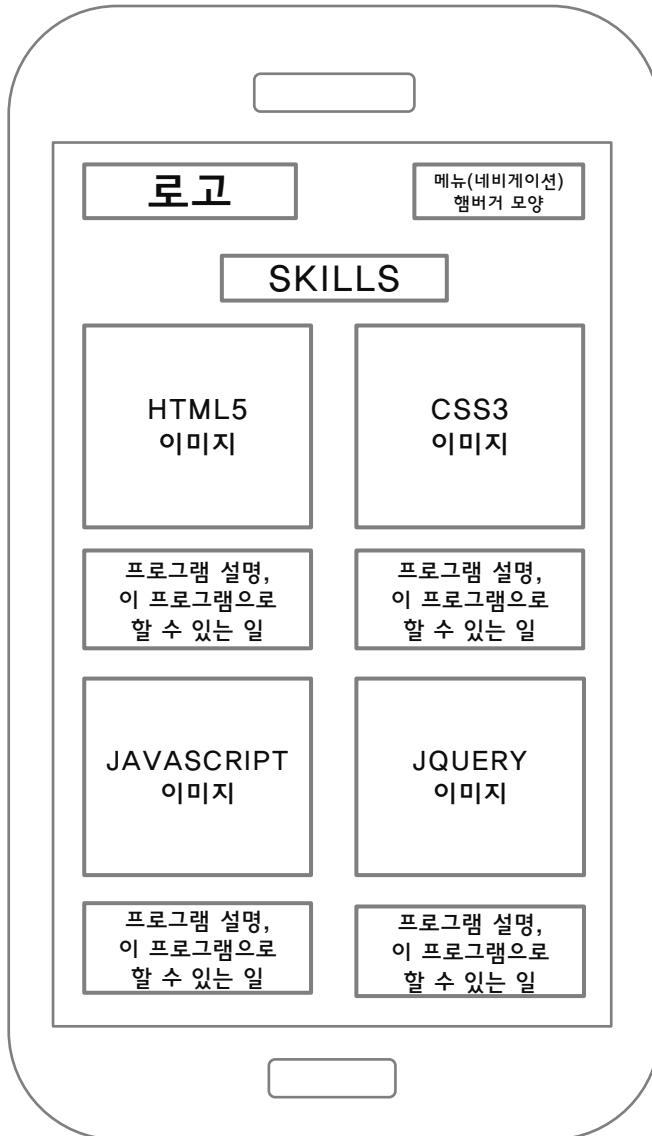 로고
메뉴(네비게이션)
햄버거 모양
SKILLS
HTML5
이미지
CSS3
이미지
프로그램 설명,
이 프로그램으로
할 수 있는 일
프로그램 설명,
이 프로그램으로
할 수 있는 일
JAVASCRIPT
이미지
JQUERY
이미지
프로그램 설명,
이 프로그램으로
할 수 있는 일
프로그램 설명,
이 프로그램으로
할 수 있는 일